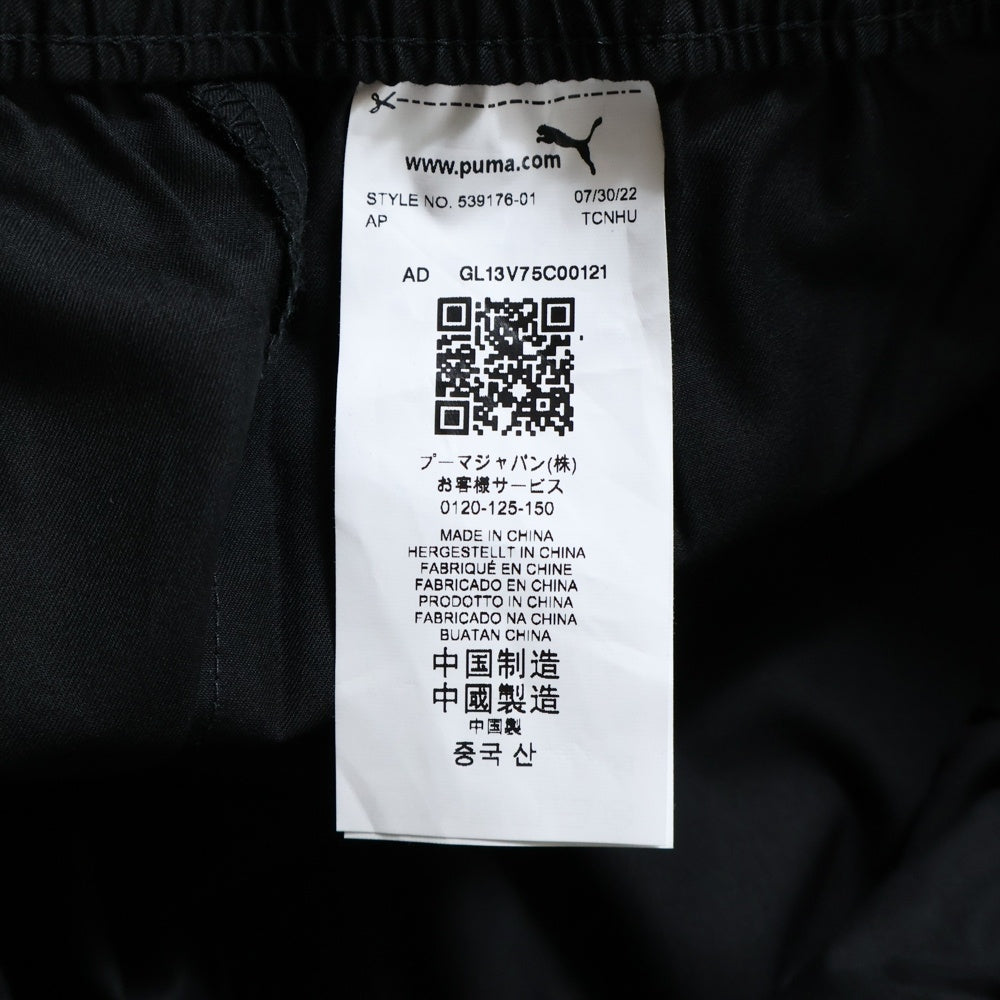 www.puma.com
STYLE NO. 539176-01 07/30/22
AP TCNHU
AD GL13V75C00121
プーマジャパン(株)
お客様サービス
0120-125-150
MADE IN CHINA
HERGESTELLT IN CHINA
FABRIQUÉ EN CHINE
FABRICADO EN CHINA
PRODOTTO IN CHINA
FABRICADO NA CHINA
BUATAN CHINA
中国制造
中國製造
中国製
중국 산